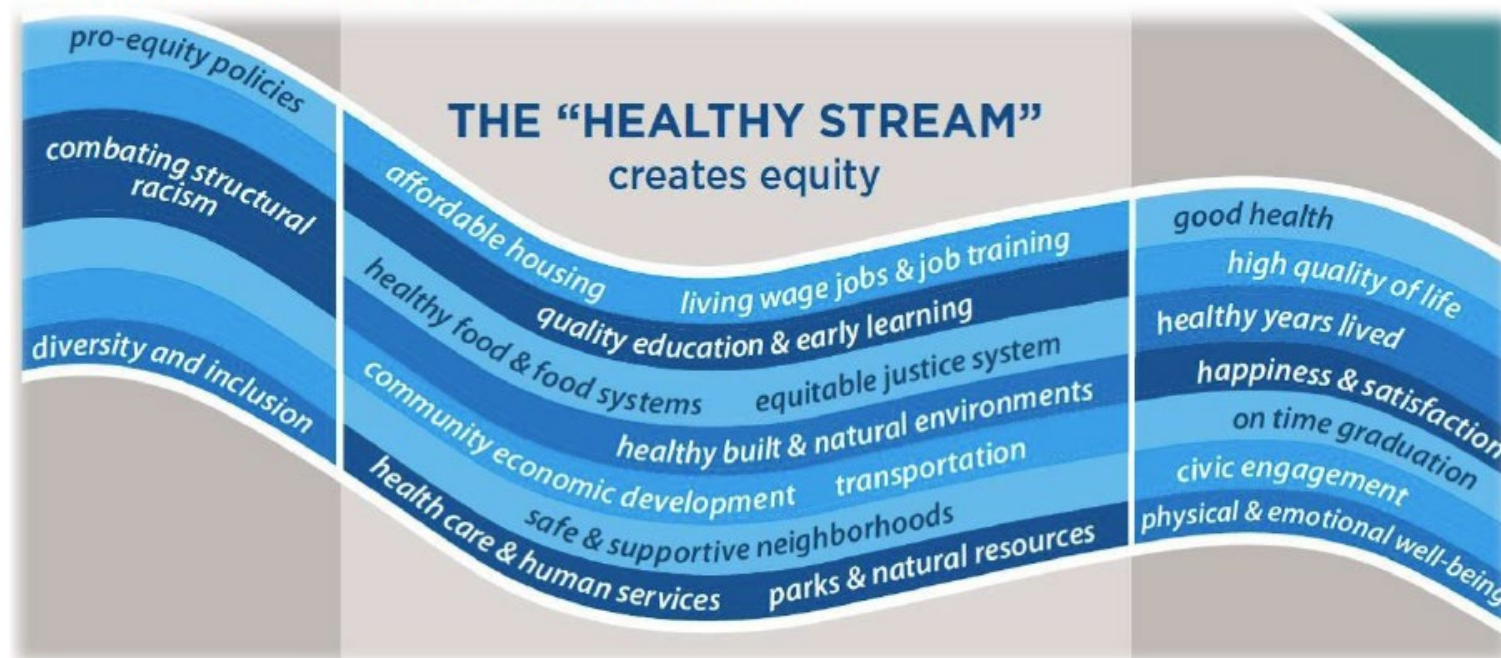 THE “HEALTHY STREAM”
creates equity
pro-equity policies
combating structural
racism
diversity and inclusion
affordable housing
living wage jobs & job training
quality education & early learning
healthy food & food systems
equitable justice system
healthy built & natural environments
community economic development
transportation
safe & supportive neighborhoods
health care & human services
parks & natural resources
good health
high quality of life
healthy years lived
happiness & satisfaction
on time graduation
civic engagement
physical & emotional well-being